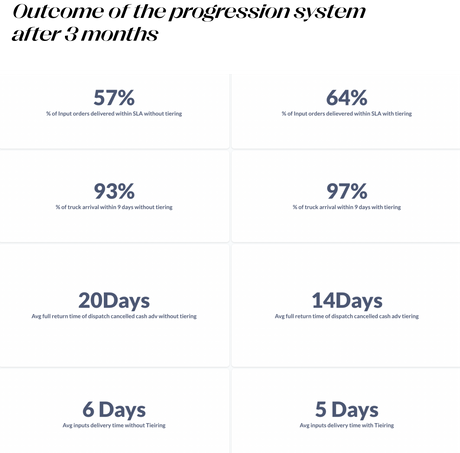 Outcome of the progression system
after 3 months
57%
% of Input orders delivered within SLA without tiering
64%
% of Input orders delievered within SLA with tiering
93%
% of truck arrival within 9 days without tiering
97%
% of truck arrival within 9 days with tiering
20Days
Avg full return time of dispatch cancelled cash adv without tiering
14Days
Avg full return time of dispatch cancelled cash adv tiering
6 Days
Avg inputs delivery time without Tieiring
5 Days
Avg inputs delivery time with Tieiring